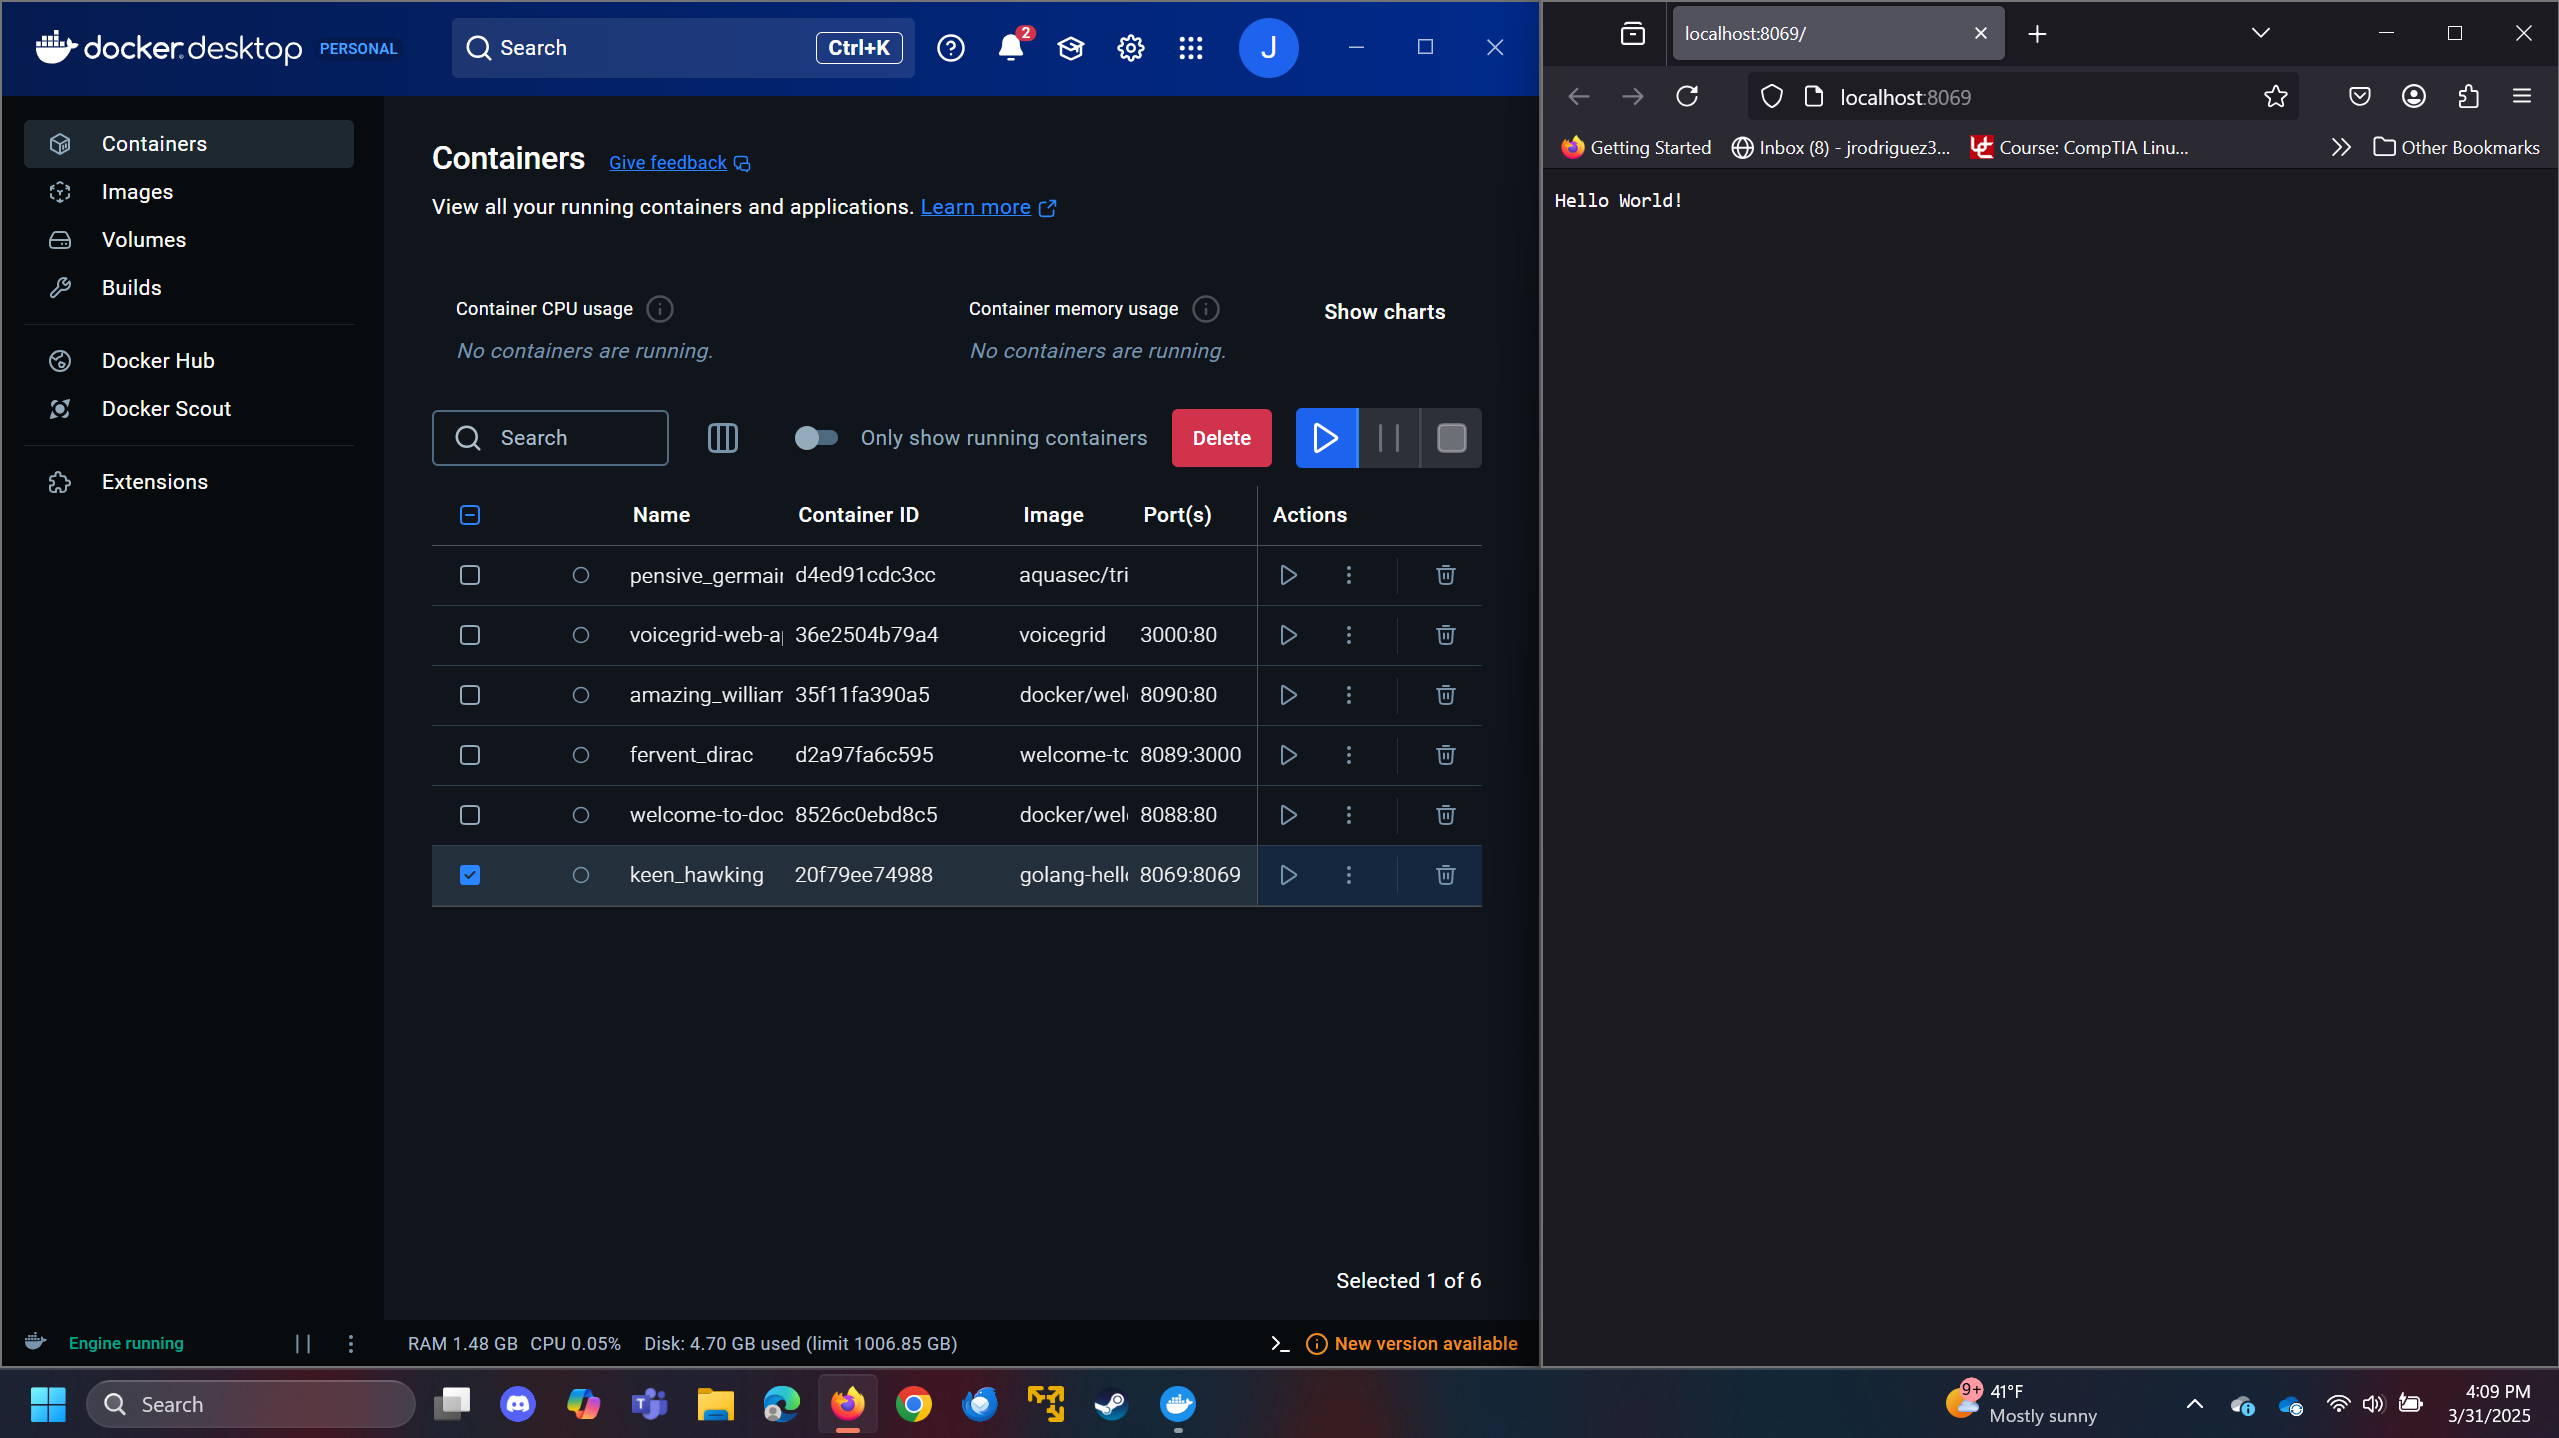 docker.desktop PERSONAL
Search Ctrl+K
2
J
Containers
Images
Volumes
Builds
Docker Hub
Docker Scout
Extensions
Containers Give feedback
View all your running containers and applications. Learn more
Container CPU usage
No containers are running.
Container memory usage
No containers are running.
Show charts
Search
Only show running containers
Delete
Name Container ID Image Port(s) Actions
pensive_germain d4ed91cdc3cc aquasec/tri
voicegrid-web-a 36e2504b79a4 voicegrid 3000:80
amazing_william 35f11fa390a5 docker/wel 8090:80
fervent_dirac d2a97fa6c595 welcome-to 8089:3000
welcome-to-doc 8526c0ebd8c5 docker/wel 8088:80
keen_hawking 20f79ee74988 golang-hell 8069:8069
Selected 1 of 6
Engine running
RAM 1.48 GB CPU 0.05% Disk: 4.70 GB used (limit 1006.85 GB)
New version available
localhost:8069/
localhost:8069
Getting Started Inbox (8) - jrodriguez3... Course: CompTIA Linu... Other Bookmarks
Hello World!
Search
9+
41°F
Mostly sunny
4:09 PM
3/31/2025